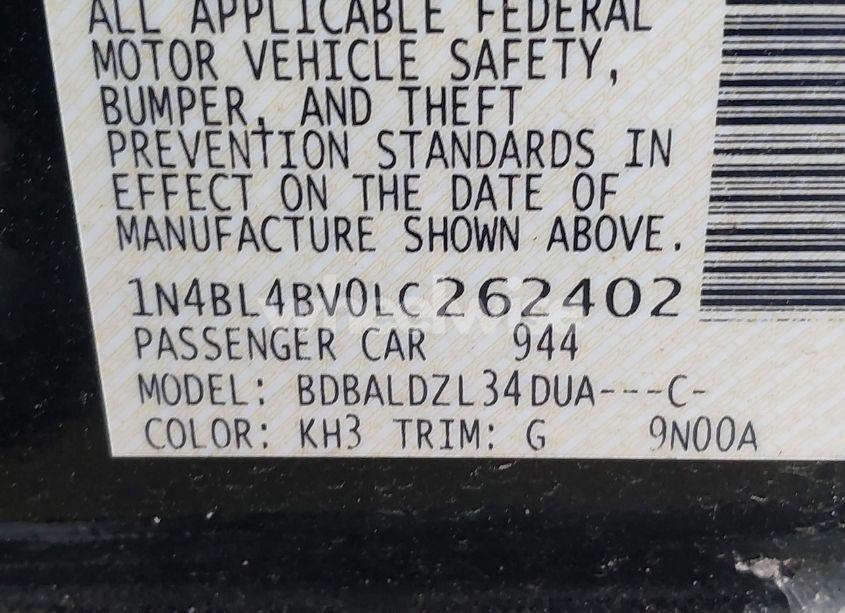 ALL APPLICABLE FEDERAL
MOTOR VEHICLE SAFETY,
BUMPER, AND THEFT
PREVENTION STANDARDS IN
EFFECT ON THE DATE OF
MANUFACTURE SHOWN ABOVE.
1N4BL4BV0LC262402
PASSENGER CAR 944
MODEL: BDBALDZL34DUA---C-
COLOR: KH3 TRIM: G 9N00A